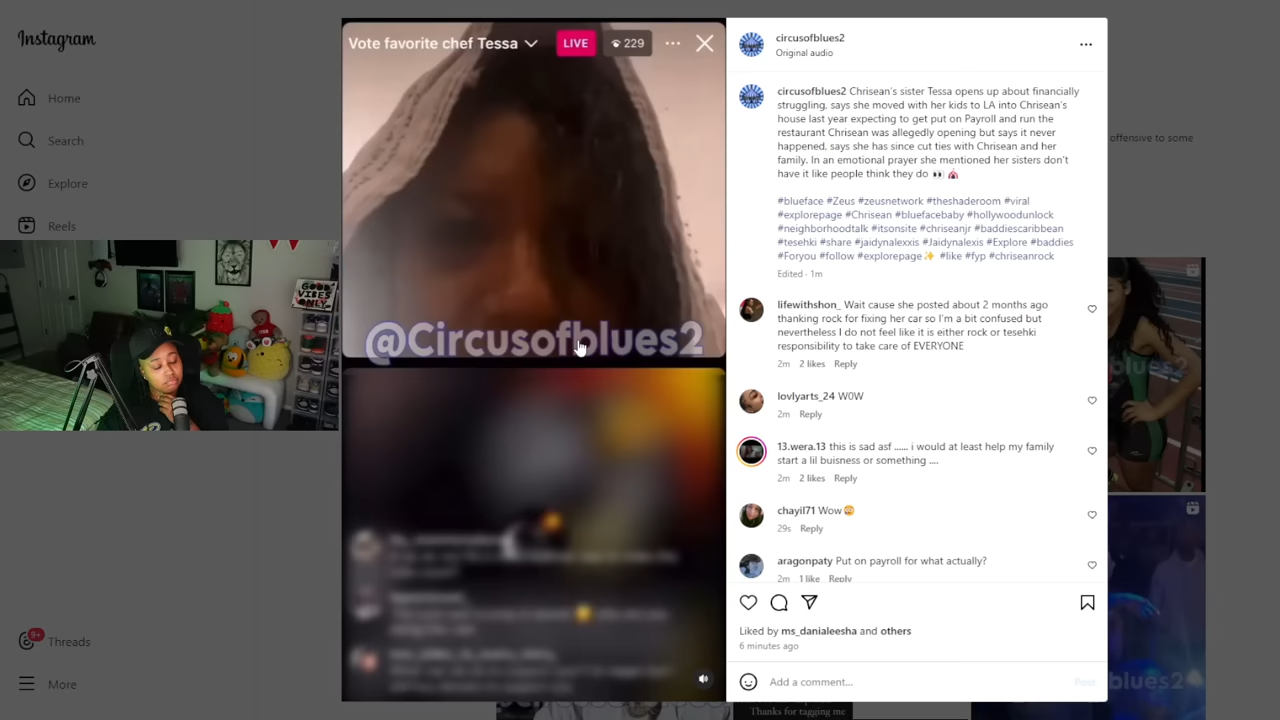 Instagram
Home
Search
Explore
Reels
9+
Threads
More
GOOD
VIBES
ONLY
Vote favorite chef Tessa
LIVE
229
@Circusofblues2
circusofblues2
Original audio
circusofblues2 Chrisean's sister Tessa opens up about financially
struggling, says she moved with her kids to LA into Chrisean's
house last year expecting to get put on Payroll and run the
restaurant Chrisean was allegedly opening but says it never
happened, says she has since cut ties with Chrisean and her
family. In an emotional prayer she mentioned her sisters don't
have it like people think they do 👀 🎪
#blueface #Zeus #zeusnetwork #theshaderoom #viral
#explorepage #Chrisean #bluefacebaby #hollywoodunlock
#neighborhoodtalk #itsonsite #chriseanjr #baddiescaribbean
#tesehki #share #jaidynalexxis #Jaidynalexis #Explore #baddies
#Foryou #follow #explorepage✨ #like #fyp #chriseanrock
Edited · 1m
lifewithshon_ Wait cause she posted about 2 months ago
thanking rock for fixing her car so I'm a bit confused but
nevertheless I do not feel like it is either rock or tesehki
responsibility to take care of EVERYONE
2m 2 likes Reply
lovlyarts_24 W0W
2m Reply
13.wera.13 this is sad asf ...... i would at least help my family
start a lil buisness or something ....
2m 2 likes Reply
chayil71 Wow😳
29s Reply
aragonpaty Put on payroll for what actually?
2m 1 like Reply
Liked by ms_danialeesha and others
6 minutes ago
Add a comment...
Post
offensive to some
blues2
Thanks for tagging me